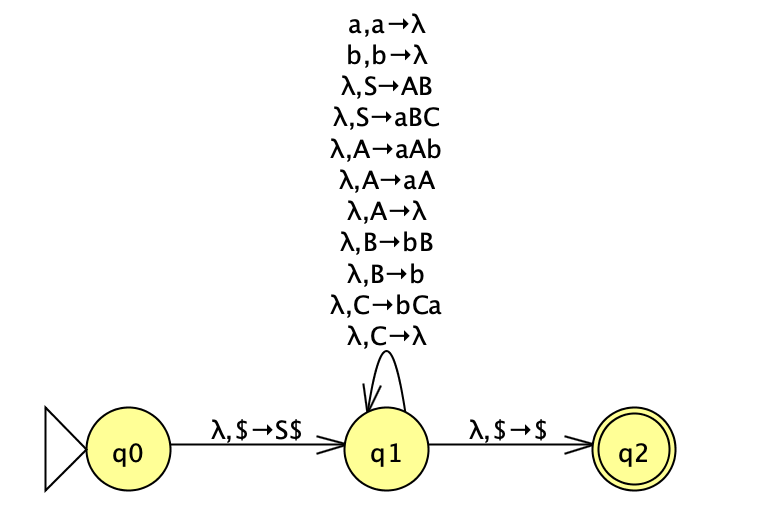 a,a→λ
b,b→λ
λ,S→AB
λ,S→aBC
λ,A→aAb
λ,A→aA
λ,A→λ
λ,B→bB
λ,B→b
λ,C→bCa
λ,C→λ
λ,$→S$
λ,$→$
q0
q1
q2